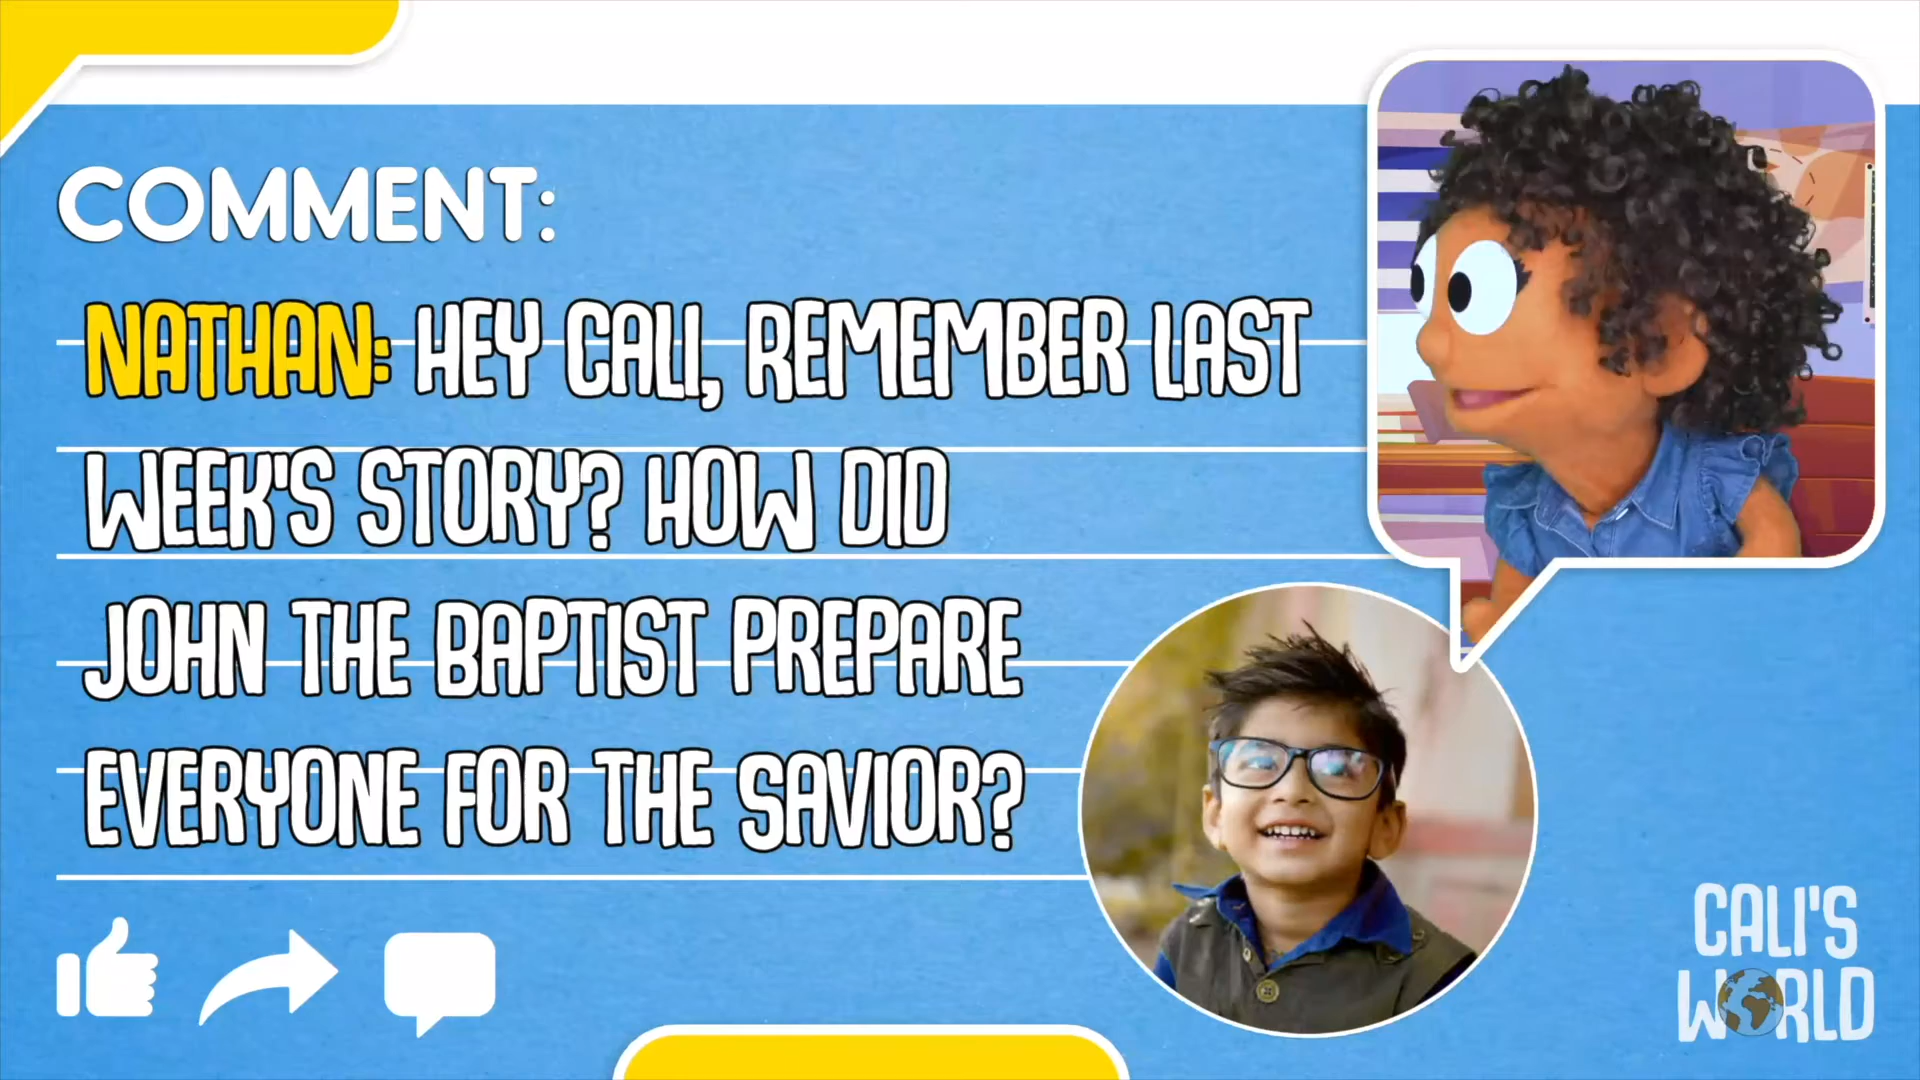 COMMENT:
NATHAN: HEY CALI, REMEMBER LAST
WEEK'S STORY? HOW DID
JOHN THE BAPTIST PREPARE
EVERYONE FOR THE SAVIOR?
CALI'S
WORLD